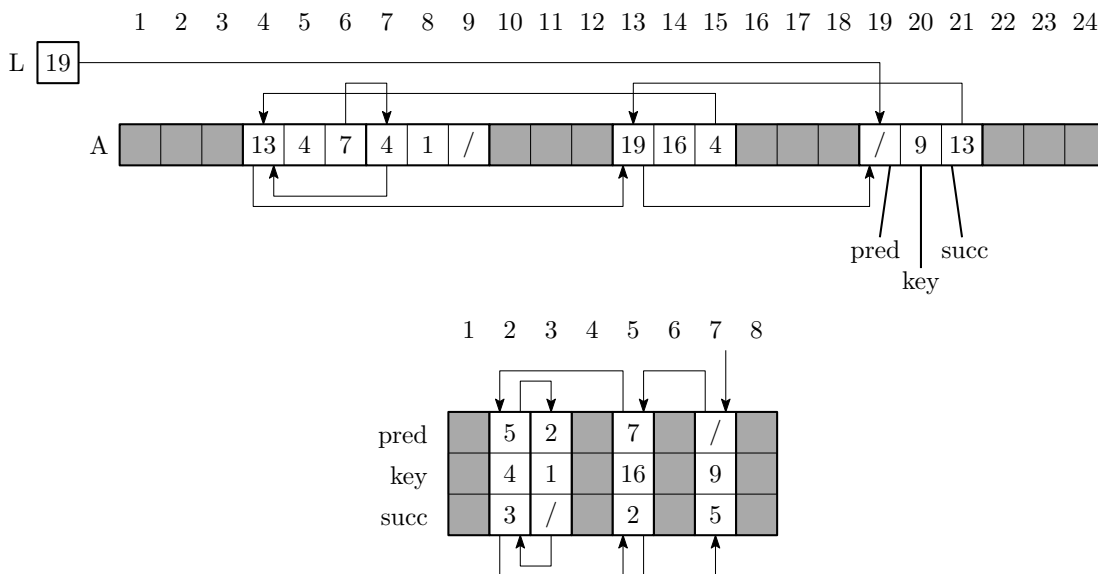 1 2 3 4 5 6 7 8 9 10 11 12 13 14 15 16 17 18 19 20 21 22 23 24
L 19
A 13 4 7 4 1 / 19 16 4 / 9 13
pred succ
key
1 2 3 4 5 6 7 8
pred 5 2 7 /
key 4 1 16 9
succ 3 / 2 5